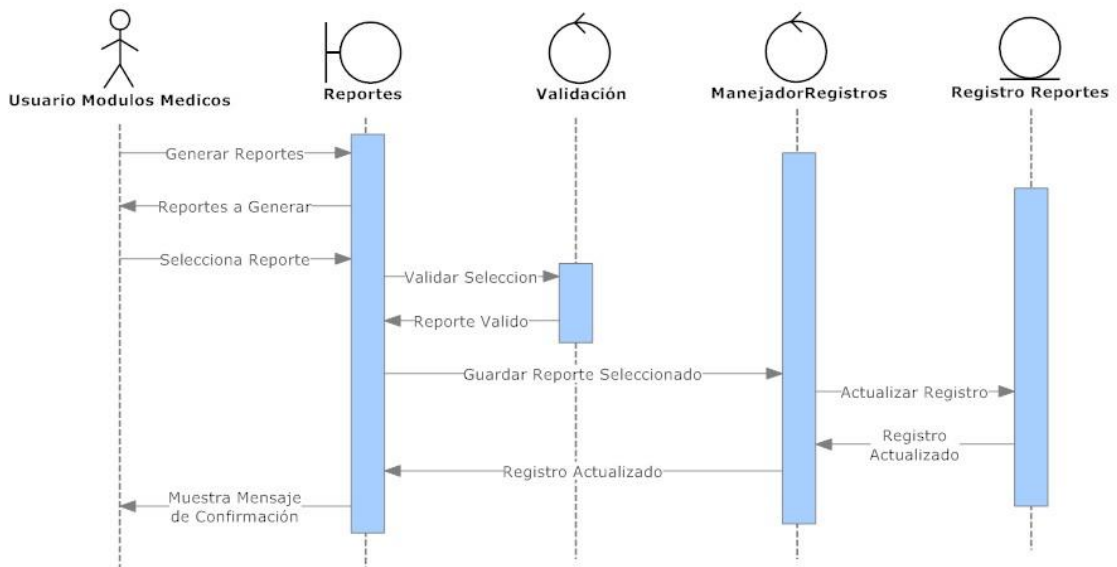 Usuario Modulos Medicos
Reportes
Validación
ManejadorRegistros
Registro Reportes
Generar Reportes
Reportes a Generar
Selecciona Reporte
Validar Seleccion
Reporte Valido
Guardar Reporte Seleccionado
Actualizar Registro
Registro
Actualizado
Registro Actualizado
Muestra Mensaje
de Confirmación